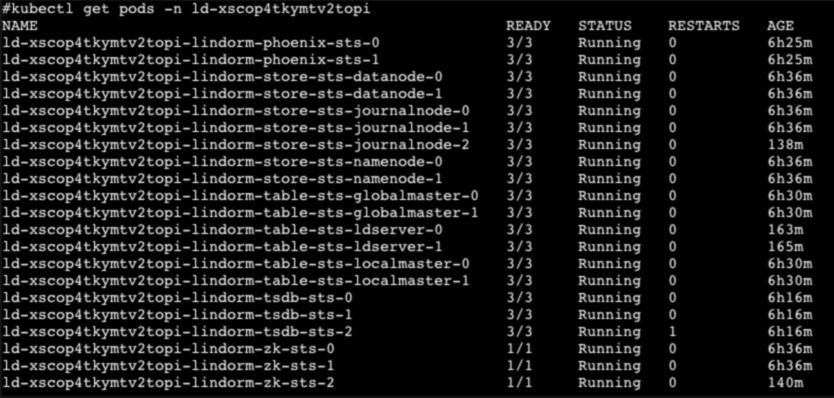 #kubectl get pods -n ld-xscop4tkymtv2topi
NAME READY STATUS RESTARTS AGE
ld-xscop4tkymtv2topi-lindorm-phoenix-sts-0 3/3 Running 0 6h25m
ld-xscop4tkymtv2topi-lindorm-phoenix-sts-1 3/3 Running 0 6h25m
ld-xscop4tkymtv2topi-lindorm-store-sts-datanode-0 3/3 Running 0 6h36m
ld-xscop4tkymtv2topi-lindorm-store-sts-datanode-1 3/3 Running 0 6h36m
ld-xscop4tkymtv2topi-lindorm-store-sts-journalnode-0 3/3 Running 0 6h36m
ld-xscop4tkymtv2topi-lindorm-store-sts-journalnode-1 3/3 Running 0 6h36m
ld-xscop4tkymtv2topi-lindorm-store-sts-journalnode-2 3/3 Running 0 138m
ld-xscop4tkymtv2topi-lindorm-store-sts-namenode-0 3/3 Running 0 6h36m
ld-xscop4tkymtv2topi-lindorm-store-sts-namenode-1 3/3 Running 0 6h36m
ld-xscop4tkymtv2topi-lindorm-table-sts-globalmaster-0 3/3 Running 0 6h30m
ld-xscop4tkymtv2topi-lindorm-table-sts-globalmaster-1 3/3 Running 0 6h30m
ld-xscop4tkymtv2topi-lindorm-table-sts-ldserver-0 3/3 Running 0 163m
ld-xscop4tkymtv2topi-lindorm-table-sts-ldserver-1 3/3 Running 0 165m
ld-xscop4tkymtv2topi-lindorm-table-sts-localmaster-0 3/3 Running 0 6h30m
ld-xscop4tkymtv2topi-lindorm-table-sts-localmaster-1 3/3 Running 0 6h30m
ld-xscop4tkymtv2topi-lindorm-tsdb-sts-0 3/3 Running 0 6h16m
ld-xscop4tkymtv2topi-lindorm-tsdb-sts-1 3/3 Running 0 6h16m
ld-xscop4tkymtv2topi-lindorm-tsdb-sts-2 3/3 Running 1 6h16m
ld-xscop4tkymtv2topi-lindorm-zk-sts-0 1/1 Running 0 6h36m
ld-xscop4tkymtv2topi-lindorm-zk-sts-1 1/1 Running 0 6h36m
ld-xscop4tkymtv2topi-lindorm-zk-sts-2 1/1 Running 0 140m